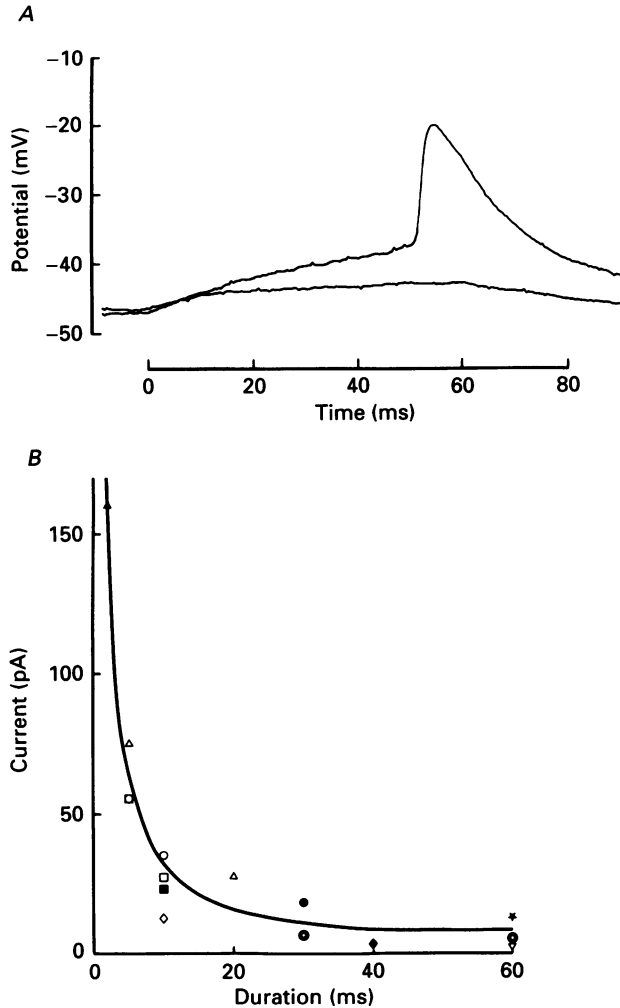 A
−10
−20
−30
−40
−50
Potential (mV)
0 20 40 60 80
Time (ms)
B
150
100
50
0
Current (pA)
0 20 40 60
Duration (ms)